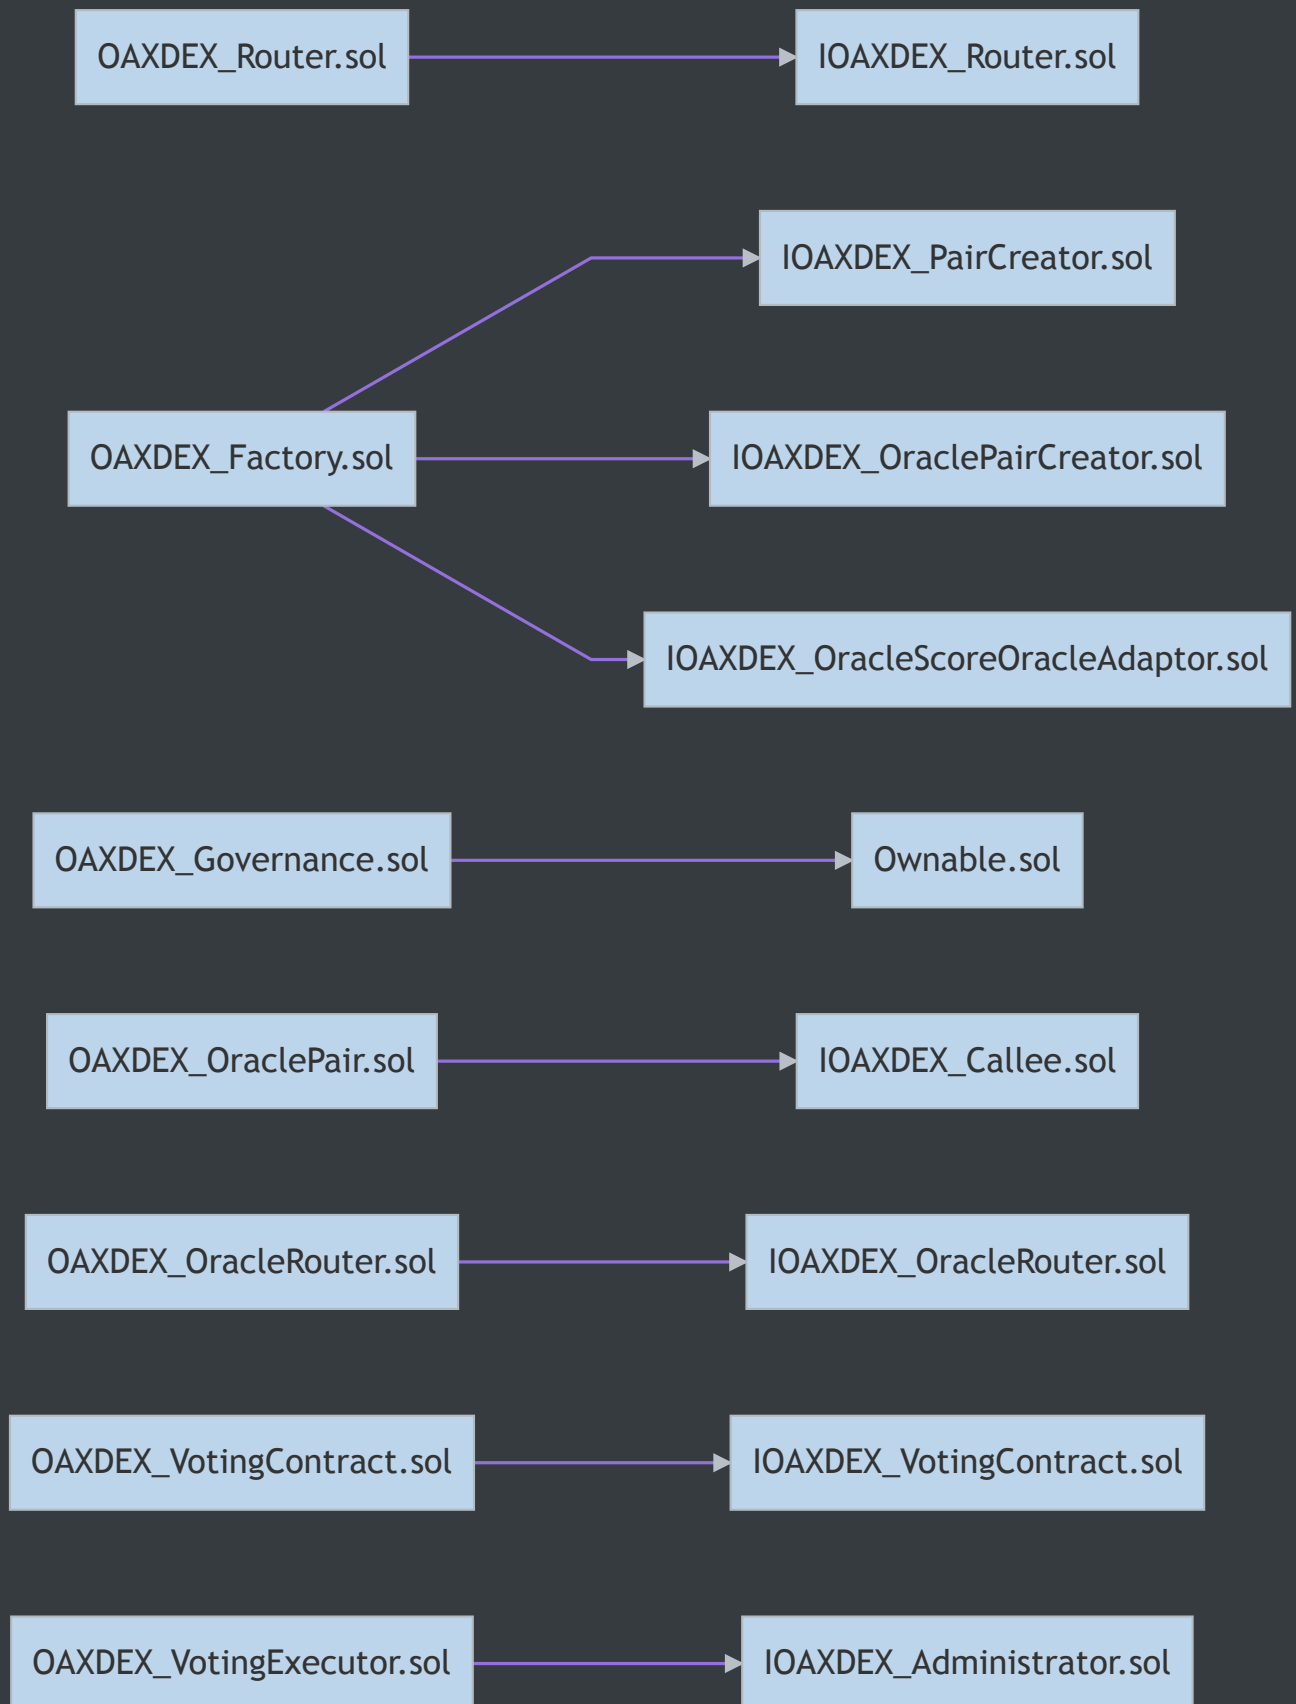 OAXDEX_Router.sol
IOAXDEX_Router.sol
IOAXDEX_PairCreator.sol
OAXDEX_Factory.sol
IOAXDEX_OraclePairCreator.sol
IOAXDEX_OracleScoreOracleAdaptor.sol
OAXDEX_Governance.sol
Ownable.sol
OAXDEX_OraclePair.sol
IOAXDEX_Callee.sol
OAXDEX_OracleRouter.sol
IOAXDEX_OracleRouter.sol
OAXDEX_VotingContract.sol
IOAXDEX_VotingContract.sol
OAXDEX_VotingExecutor.sol
IOAXDEX_Administrator.sol